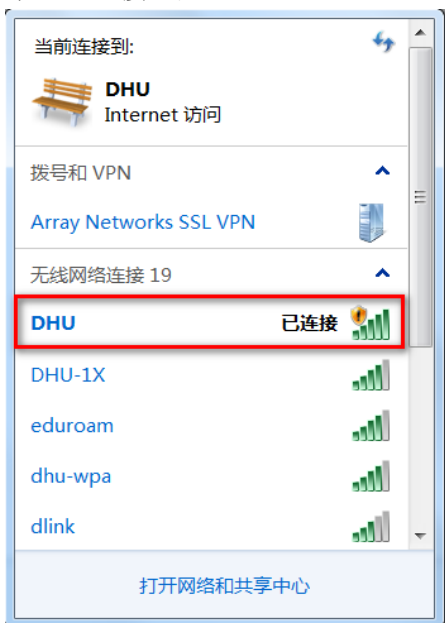 当前连接到:
DHU
Internet 访问
拨号和 VPN
Array Networks SSL VPN
无线网络连接 19
DHU 已连接
DHU-1X
eduroam
dhu-wpa
dlink
打开网络和共享中心